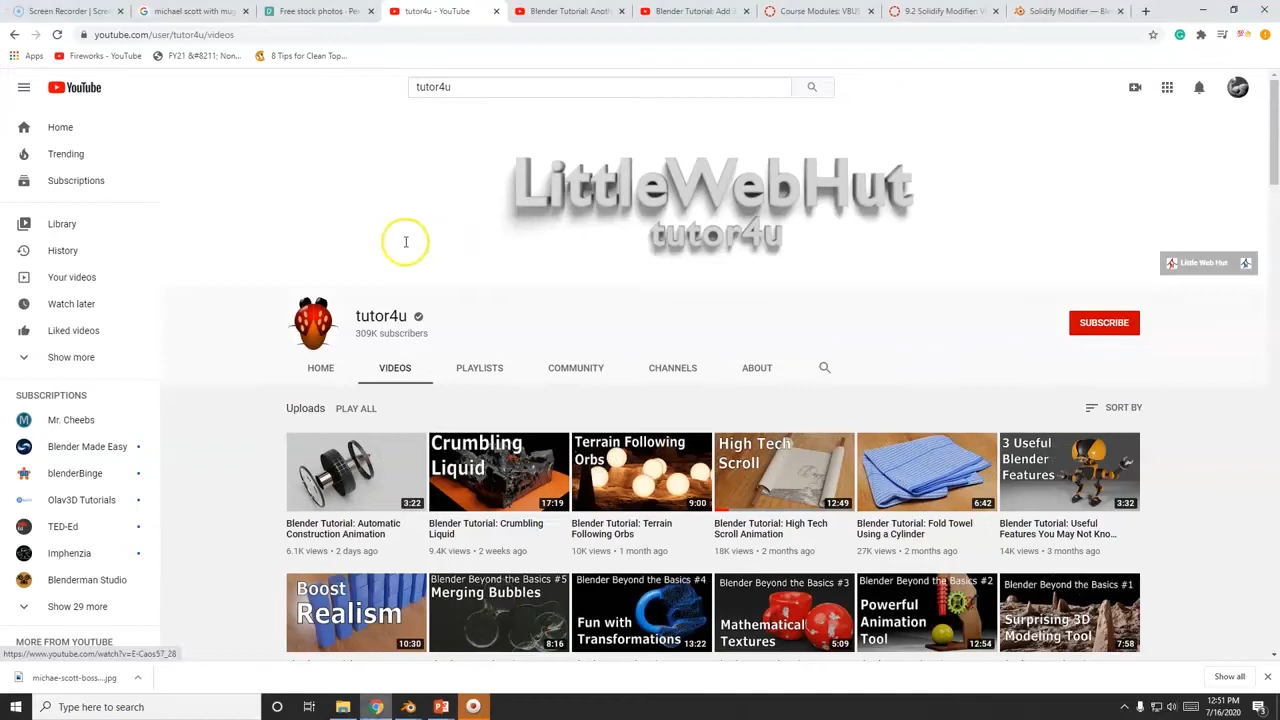 Screen Recorder | Screc
michael scott with mug
Free stock photos · Pe
tutor4u - YouTube
Blender Tutorial: Anoth
Blender Tutorial: Add
Course Modules: VBUS
9.2 Solidify Modifier: V
Solidify Modifier — Ble
youtube.com/user/tutor4u/videos
Apps
Fireworks - YouTube
FY21 &#8211; Non...
8 Tips for Clean Top...
YouTube
tutor4u
Home
Trending
Subscriptions
Library
History
Your videos
Watch later
Liked videos
Show more
SUBSCRIPTIONS
Mr. Cheebs
Blender Made Easy
blenderBinge
Olav3D Tutorials
TED-Ed
Imphenzia
Blenderman Studio
Show 29 more
MORE FROM YOUTUBE
LittleWebHut
tutor4u
Little Web Hut
tutor4u
309K subscribers
SUBSCRIBE
HOME
VIDEOS
PLAYLISTS
COMMUNITY
CHANNELS
ABOUT
Uploads
PLAY ALL
SORT BY
3:22
Blender Tutorial: Automatic
Construction Animation
6.1K views • 2 days ago
Crumbling
Liquid
17:19
Blender Tutorial: Crumbling
Liquid
9.4K views • 2 weeks ago
Terrain Following
Orbs
9:00
Blender Tutorial: Terrain
Following Orbs
10K views • 1 month ago
High Tech
Scroll
12:49
Blender Tutorial: High Tech
Scroll Animation
18K views • 2 months ago
6:42
Blender Tutorial: Fold Towel
Using a Cylinder
27K views • 2 months ago
3 Useful
Blender
Features
3:32
Blender Tutorial: Useful
Features You May Not Kno...
14K views • 3 months ago
Boost
Realism
10:30
Blender Beyond the Basics #5
Merging Bubbles
8:16
Blender Beyond the Basics #4
Fun with
Transformations
13:22
Blender Beyond the Basics #3
Mathematical
Textures
5:09
Blender Beyond the Basics #2
Powerful
Animation
Tool
12:54
Blender Beyond the Basics #1
Surprising 3D
Modeling Tool
7:58
https://www.youtube.com/watch?v=E-Caos57_28
michae-scott-boss....jpg
Show all
Type here to search
12:51 PM
7/16/2020
3